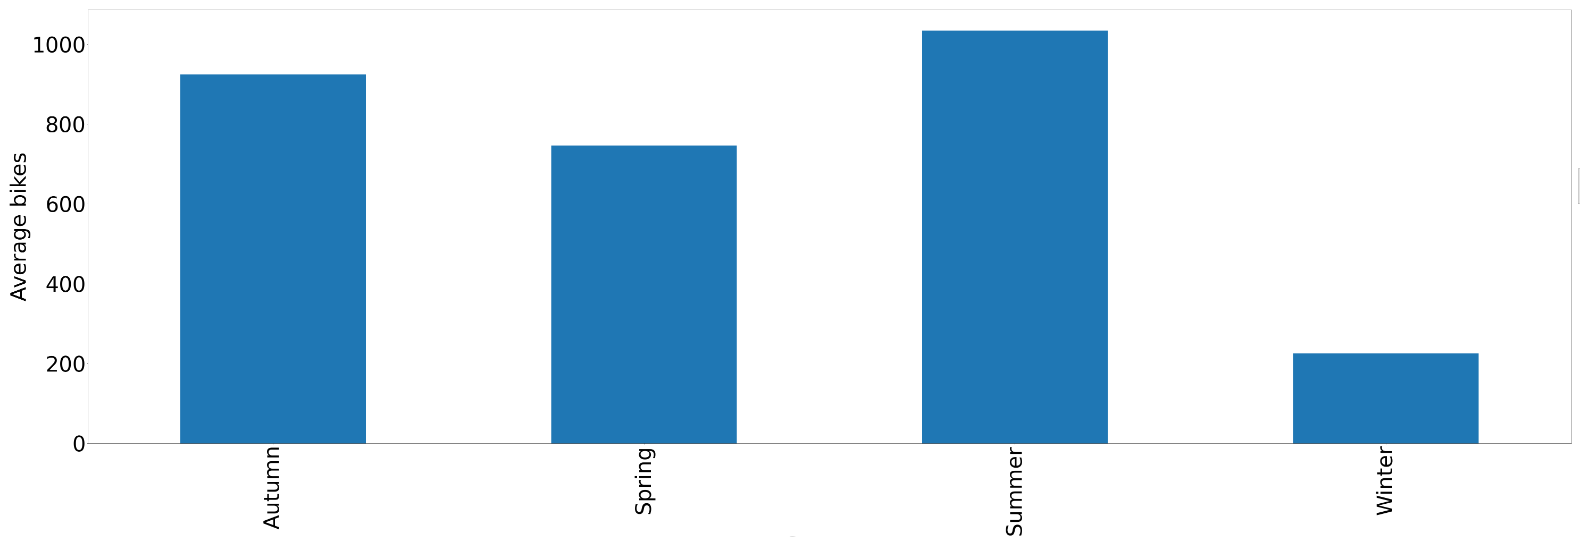 Average bikes
1000
800
600
400
200
0
Autumn
Spring
Summer
Winter